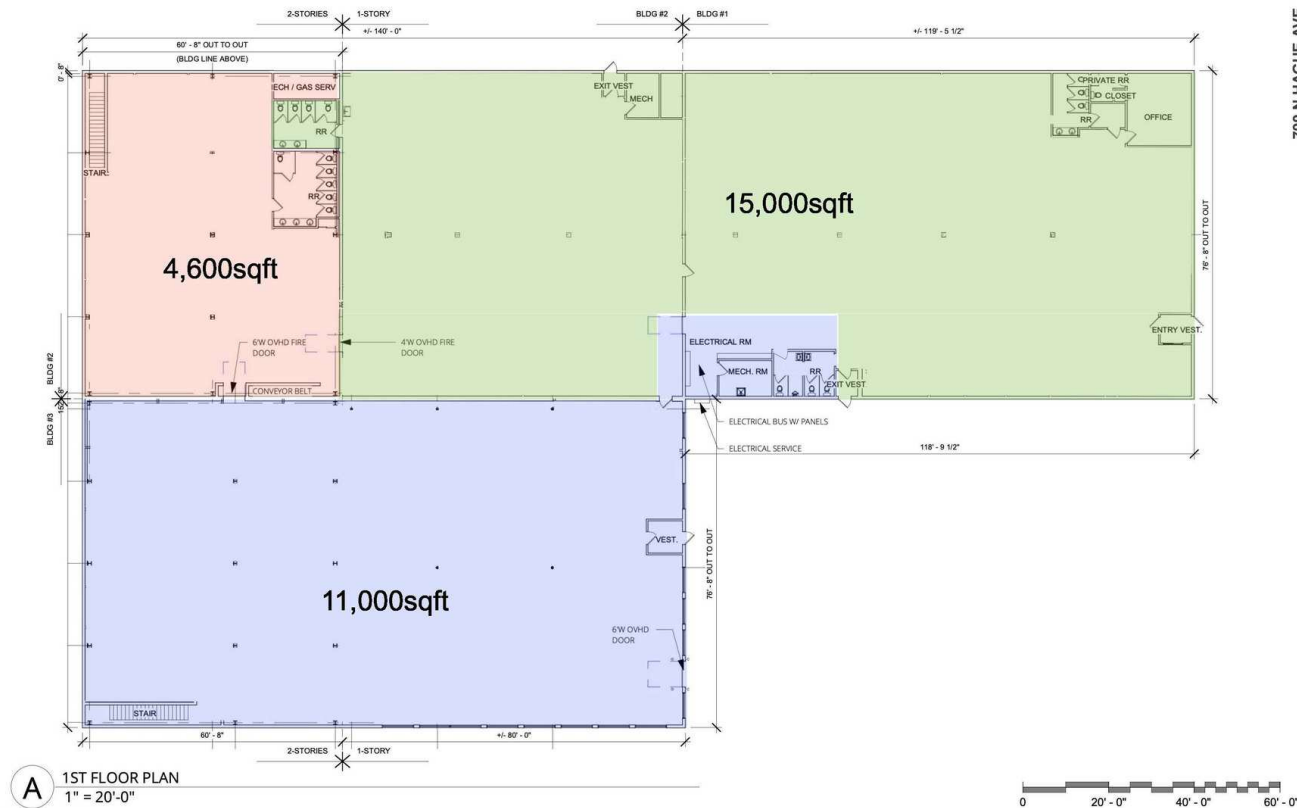 2-STORIES
1-STORY
BLDG #2
BLDG #1
+/- 140' - 0"
+/- 119' - 5 1/2"
60' - 8" OUT TO OUT
(BLDG LINE ABOVE)
0' - 8"
ECH / GAS SERV
EXIT VEST
MECH
PRIVATE RR
CLOSET
OFFICE
RR
RR
STAIR
RR
15,000sqft
4,600sqft
76' - 8" OUT TO OUT
6'W OVHD FIRE
DOOR
4'W OVHD FIRE
DOOR
ELECTRICAL RM
ENTRY VEST.
MECH. RM
RR
EXIT VEST
CONVEYOR BELT
BLDG #2
BLDG #3
ELECTRICAL BUS W/ PANELS
ELECTRICAL SERVICE
118' - 9 1/2"
VEST.
76' - 8" OUT TO OUT
11,000sqft
6'W OVHD
DOOR
STAIR
60' - 8"
+/- 80' - 0"
2-STORIES
1-STORY
A
1ST FLOOR PLAN
1" = 20'-0"
0
20' - 0"
40' - 0"
60' - 0"